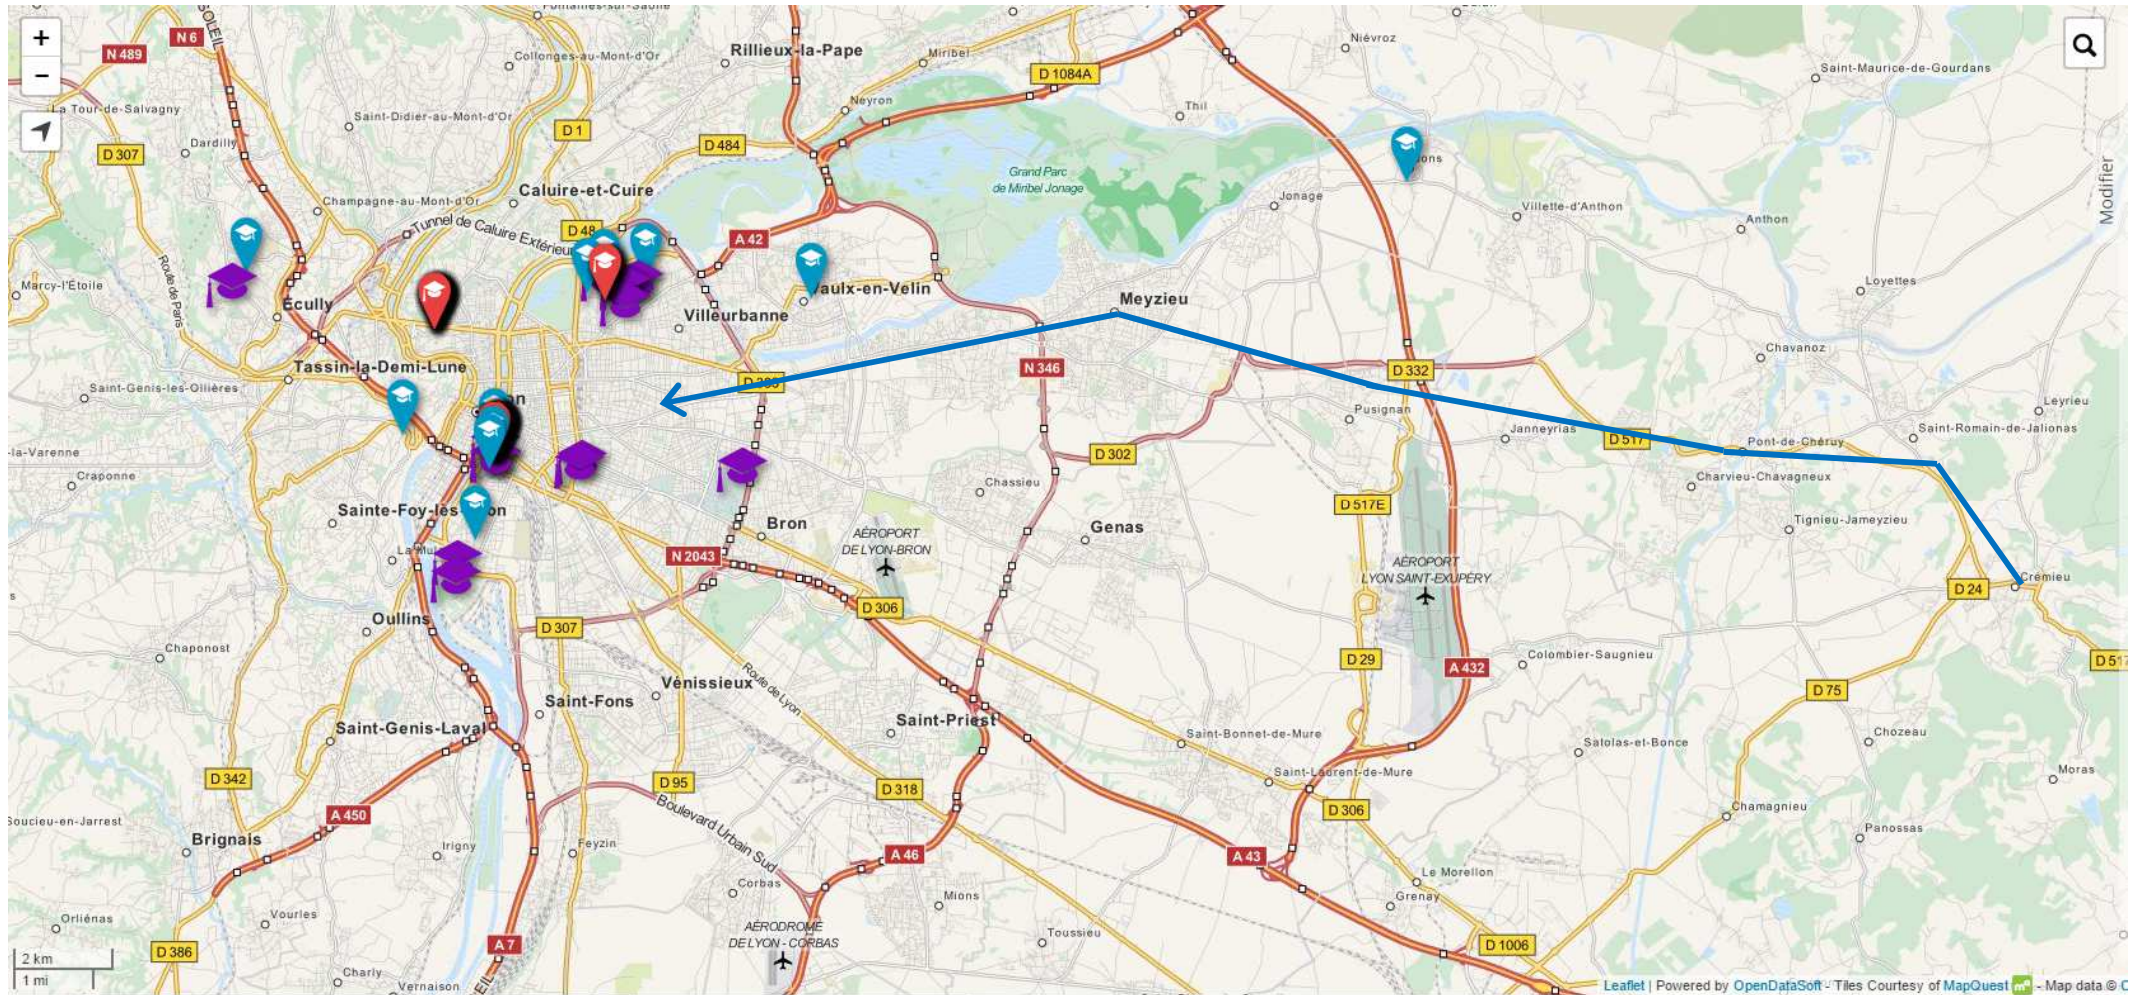 Fontaines-sur-Saône
N 6
SOLEIL
N 489
+
−
Collonges-au-Mont-d'Or
Rillieux-la-Pape
Miribel
D 1084A
Niévroz
Saint-Maurice-de-Gourdans
La Tour-de-Salvagny
Saint-Didier-au-Mont-d'Or
D 1
Neyron
Thil
Dardilly
D 307
D 484
Grand Parc
de Miribel Jonage
Modifier
Caluire-et-Cuire
Champagne-au-Mont-d'Or
Jonage
Villette-d'Anthon
Anthon
Tunnel de Caluire Extérieur
D 48
A 42
Route de Paris
Marcy-l'Étoile
Écully
Vaulx-en-Velin
Meyzieu
Loyettes
Villeurbanne
Chavanoz
Tassin-la-Demi-Lune
Saint-Genis-les-Ollières
N 346
D 332
D 383
Leyrieu
Pusignan
Janneyrias
D 517
Pont-de-Chéruy
Saint-Romain-de-Jalionas
-la-Varenne
D 302
Craponne
Chassieu
Charvieu-Chavagneux
D 517E
Sainte-Foy-lès-Lyon
Bron
Genas
Tignieu-Jameyzieu
AÉROPORT
DE LYON-BRON
N 2043
AÉROPORT
LYON SAINT-EXUPÉRY
Crémieu
D 24
D 306
Oullins
D 307
Chaponost
D 29
A 432
Colombier-Saugnieu
D 517
Route de Lyon
Vénissieux
Saint-Fons
D 75
Saint-Genis-Laval
Saint-Priest
Saint-Bonnet-de-Mure
Satolas-et-Bonce
Chozeau
D 342
D 95
D 318
Saint-Laurent-de-Mure
Moras
Boulevard Urbain Sud
D 306
Chamagnieu
Soucieu-en-Jarrest
A 450
Panossas
Brignais
Irigny
Feyzin
A 46
A 43
Le Morellon
Corbas
Mions
Grenay
Orliénas
Vourles
AÉRODROME
DE LYON - CORBAS
Toussieu
D 1006
D 386
A 7
2 km
1 mi
Charly
Vernaison
Leaflet | Powered by OpenDataSoft - Tiles Courtesy of MapQuest - Map data ©